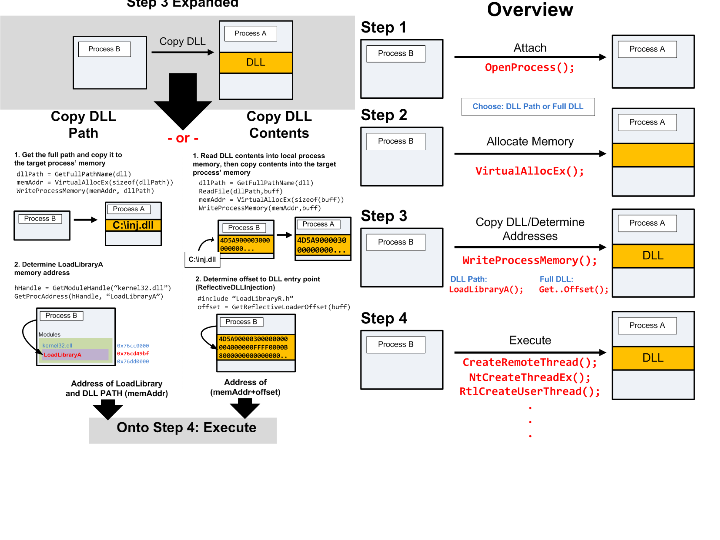 Step 3 Expanded
Process B
Copy DLL
Process A
DLL
Copy DLL
Path
- or -
Copy DLL
Contents
1. Get the full path and copy it to
the target process' memory
dllPath = GetFullPathName(dll)
memAddr = VirtualAllocEx(sizeof(dllPath))
WriteProcessMemory(memAddr, dllPath)
Process B
Process A
C:\inj.dll
2. Determine LoadLibraryA
memory address
hHandle = GetModuleHandle("kernel32.dll")
GetProcAddress(hHandle, "LoadLibraryA")
Process B
Modules
kernel32.dll
LoadLibraryA
0x76dd0000
Address of LoadLibrary
and DLL PATH (memAddr)
1. Read DLL contents into local process
memory, then copy contents into the target
process' memory
dllPath = GetFullPathName(dll)
ReadFile(dllPath,buff)
memAddr = VirtualAllocEx(sizeof(buff))
WriteProcessMemory(memAddr,buff)
Process B
4D5A900003000
000000...
C:\inj.dll
Process A
4D5A9000030
00000000...
2. Determine offset to DLL entry point
(ReflectiveDLLInjection)
#include "LoadLibraryR.h"
offset = GetReflectiveLoaderOffset(buff)
Process B
Address of
(memAddr+offset)
Onto Step 4: Execute
Overview
Step 1
Process B
Attach
OpenProcess();
Process A
Choose: DLL Path or Full DLL
Step 2
Process B
Allocate Memory
VirtualAllocEx();
Process A
Step 3
Process B
Copy DLL/Determine
Addresses
WriteProcessMemory();
DLL Path:
LoadLibraryA();
Full DLL:
Get..Offset();
Process A
DLL
Step 4
Process B
Execute
CreateRemoteThread();
NtCreateThreadEx();
RtlCreateUserThread();
.
.
.
Process A
DLL